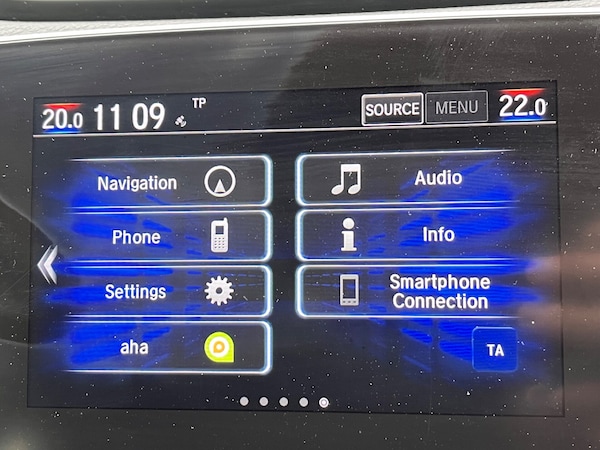 20.0 11 09 TP SOURCE MENU 22.0
Navigation
Audio
Phone
Info
Settings
Smartphone
Connection
aha
TA